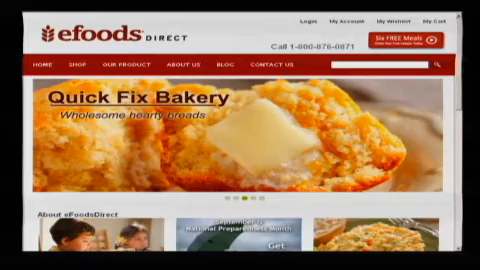 Login My Account My Wishlist My Cart
efoods DIRECT
Call 1-800-876-0871
Six FREE Meals
HOME SHOP OUR PRODUCT ABOUT US BLOG CONTACT US
Quick Fix Bakery
Wholesome hearty breads
About eFoodsDirect
September is
National Preparedness Month
Get